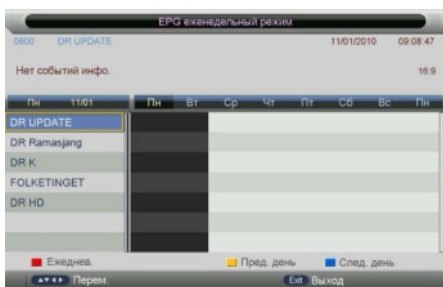 EPG еженедельный режим
0800 DR UPDATE 11/01/2010 09:08:47
Нет событий инфо. 16:9
Пн 11/01 Пн Вт Ср Чт Пт Сб Вс Пн
DR UPDATE
DR Ramasjang
DR K
FOLKETINGET
DR HD
Ежеднев. Пред. день След. день
Перем. Exit Выход